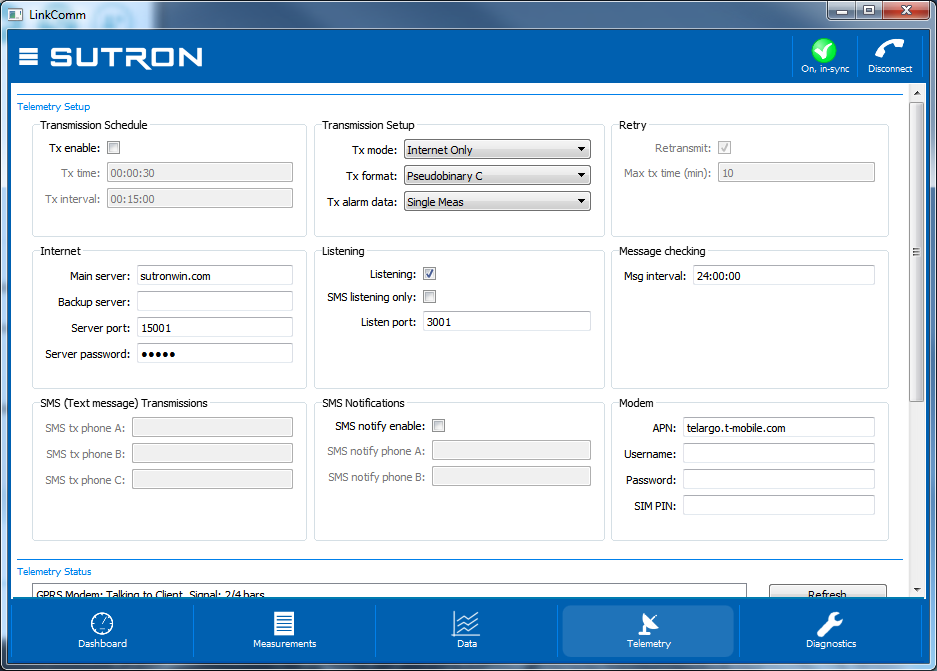 LinkComm
SUTRON
On, in-sync
Disconnect
Telemetry Setup
Transmission Schedule
Tx enable:
Tx time: 00:00:30
Tx interval: 00:15:00
Transmission Setup
Tx mode: Internet Only
Tx format: Pseudobinary C
Tx alarm data: Single Meas
Retry
Retransmit:
Max tx time (min): 10
Internet
Main server: sutronwin.com
Backup server:
Server port: 15001
Server password: •••••
Listening
Listening:
SMS listening only:
Listen port: 3001
Message checking
Msg interval: 24:00:00
SMS (Text message) Transmissions
SMS tx phone A:
SMS tx phone B:
SMS tx phone C:
SMS Notifications
SMS notify enable:
SMS notify phone A:
SMS notify phone B:
Modem
APN: telargo.t-mobile.com
Username:
Password:
SIM PIN:
Telemetry Status
GPRS Modem: Talking to Client, Signal: 2/4 bars
Refresh
Dashboard
Measurements
Data
Telemetry
Diagnostics